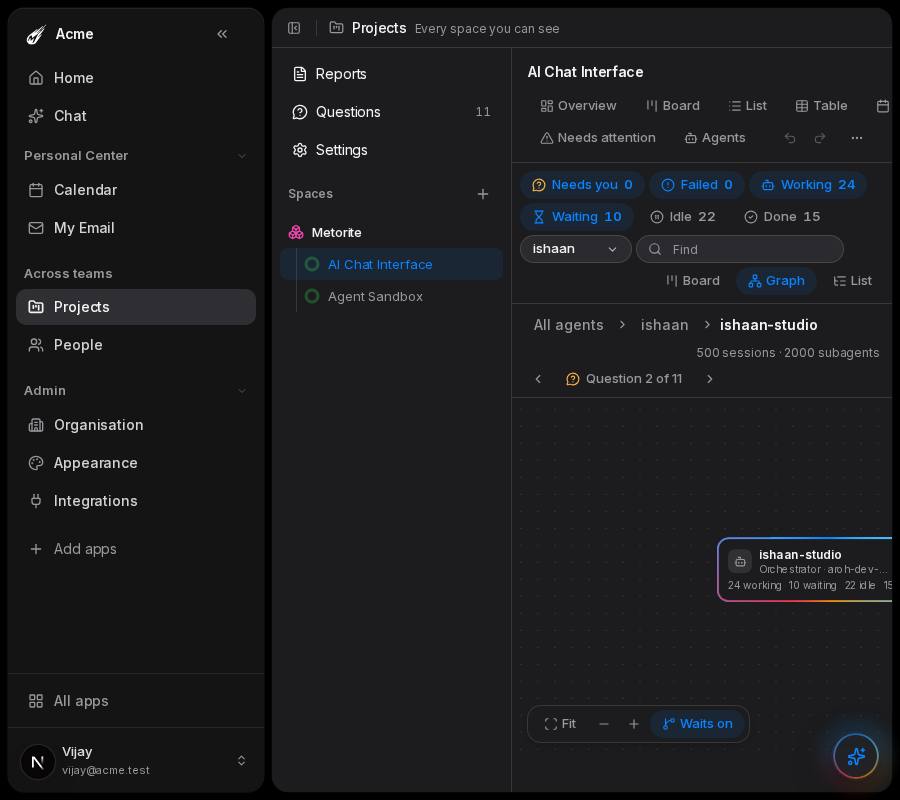 Acme
Home
Chat
Personal Center
Calendar
My Email
Across teams
Projects
People
Admin
Organisation
Appearance
Integrations
Add apps
All apps
Vijay
vijay@acme.test
Projects Every space you can see
Reports
Questions 11
Settings
Spaces
Metorite
AI Chat Interface
Agent Sandbox
AI Chat Interface
Overview Board List Table
Needs attention Agents
Needs you 0 Failed 0 Working 24
Waiting 10 Idle 22 Done 15
ishaan Find
Board Graph List
All agents ishaan ishaan-studio
500 sessions · 2000 subagents
Question 2 of 11
ishaan-studio
Orchestrator · aroh-dev-...
24 working 10 waiting 22 idle 15
Fit Waits on